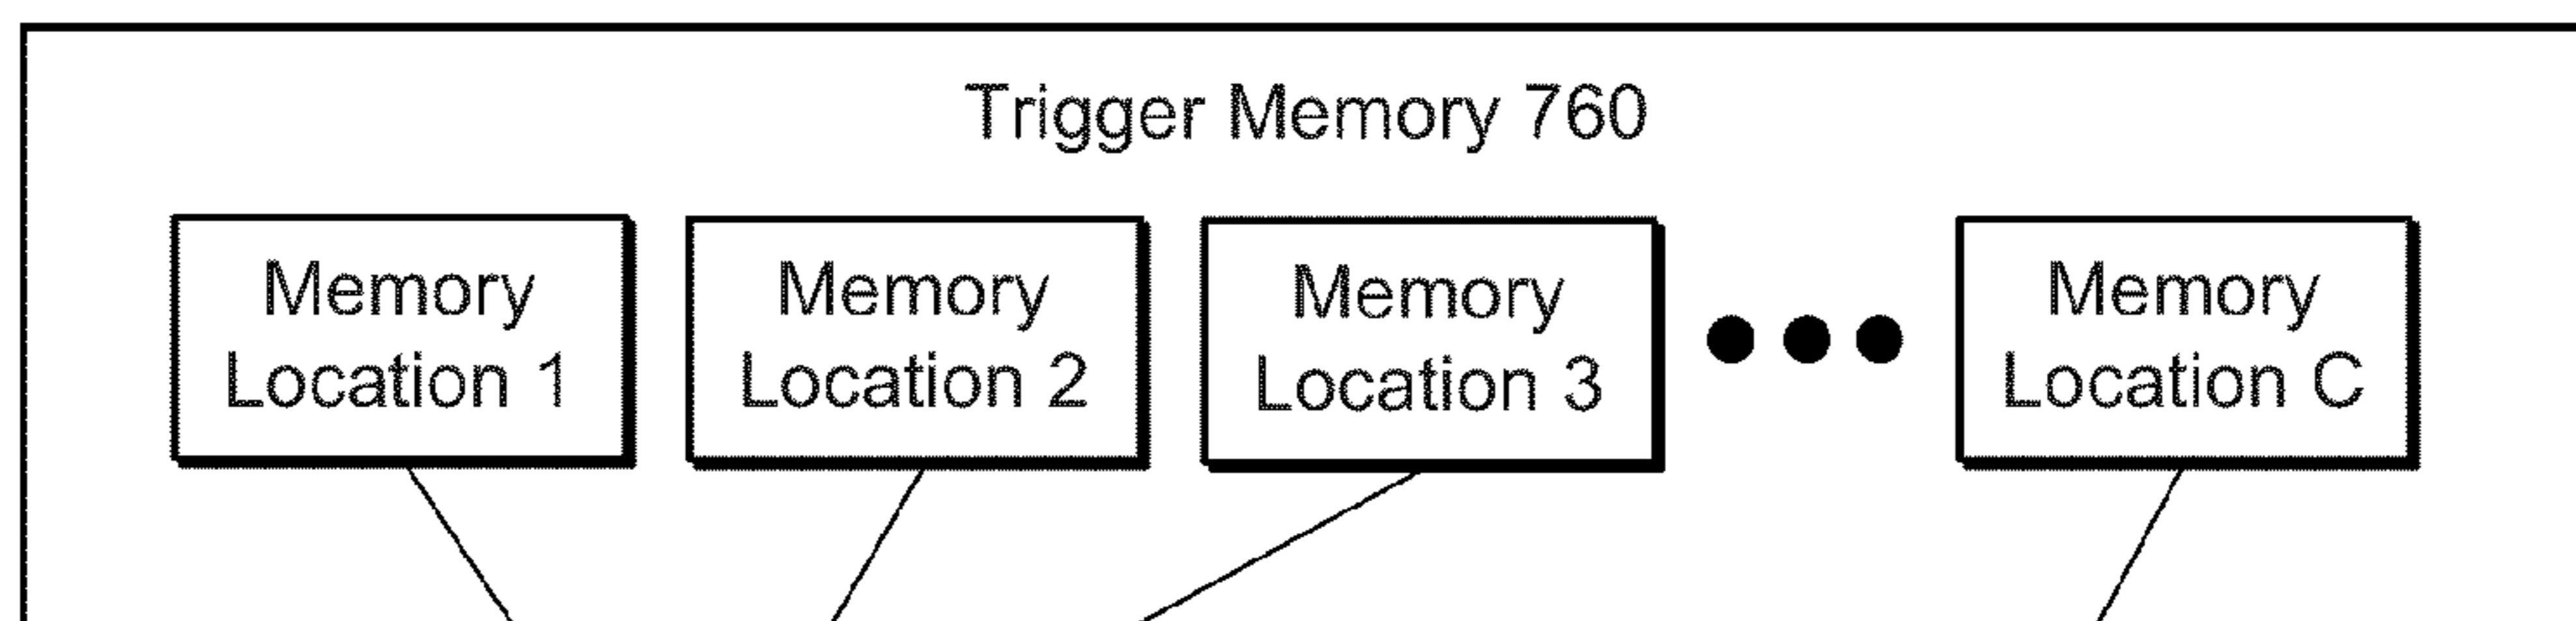 Trigger Memory 760
Memory
Location 1
Memory
Location 2
Memory
Location 3
Memory
Location C